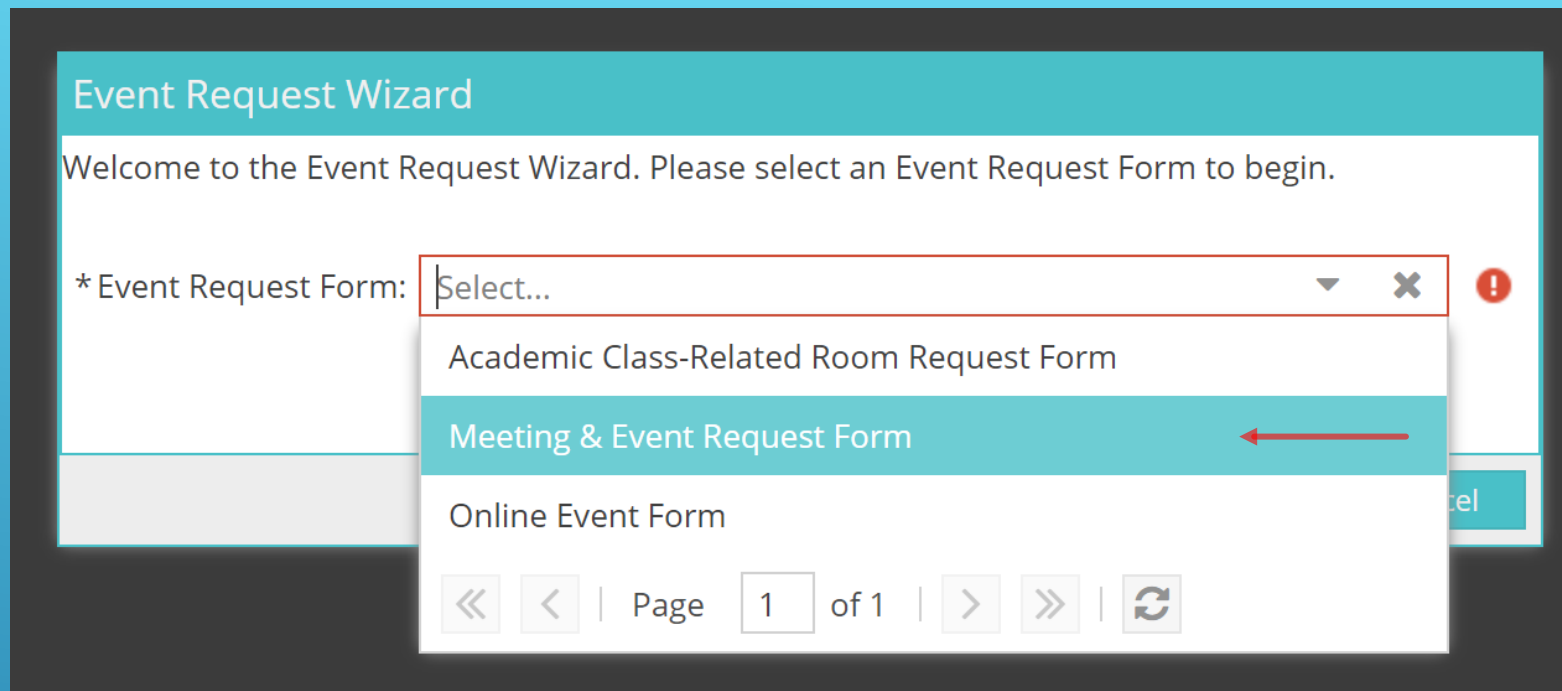 Event Request Wizard
Welcome to the Event Request Wizard. Please select an Event Request Form to begin.
* Event Request Form: Select...
Academic Class-Related Room Request Form
Meeting & Event Request Form
Online Event Form
Page 1 of 1